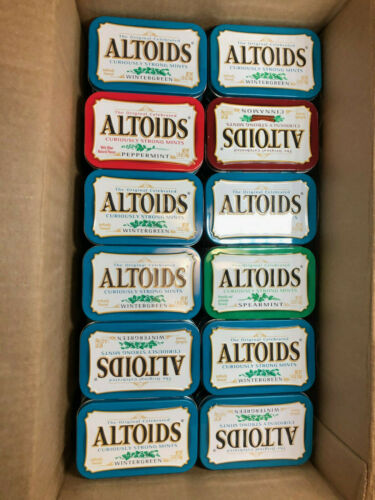 The Original Celebrated
ALTOIDS
CURIOUSLY STRONG MINTS
WINTERGREEN
The Original Celebrated
ALTOIDS
CURIOUSLY STRONG MINTS
WINTERGREEN
The Original Celebrated
ALTOIDS
CURIOUSLY STRONG MINTS
PEPPERMINT
The Original Celebrated
ALTOIDS
CURIOUSLY STRONG MINTS
CINNAMON
The Original Celebrated
ALTOIDS
CURIOUSLY STRONG MINTS
WINTERGREEN
The Original Celebrated
ALTOIDS
CURIOUSLY STRONG MINTS
WINTERGREEN
The Original Celebrated
ALTOIDS
CURIOUSLY STRONG MINTS
WINTERGREEN
The Original Celebrated
ALTOIDS
CURIOUSLY STRONG MINTS
SPEARMINT
The Original Celebrated
ALTOIDS
CURIOUSLY STRONG MINTS
WINTERGREEN
The Original Celebrated
ALTOIDS
CURIOUSLY STRONG MINTS
WINTERGREEN
The Original Celebrated
ALTOIDS
CURIOUSLY STRONG MINTS
WINTERGREEN
The Original Celebrated
ALTOIDS
CURIOUSLY STRONG MINTS
WINTERGREEN